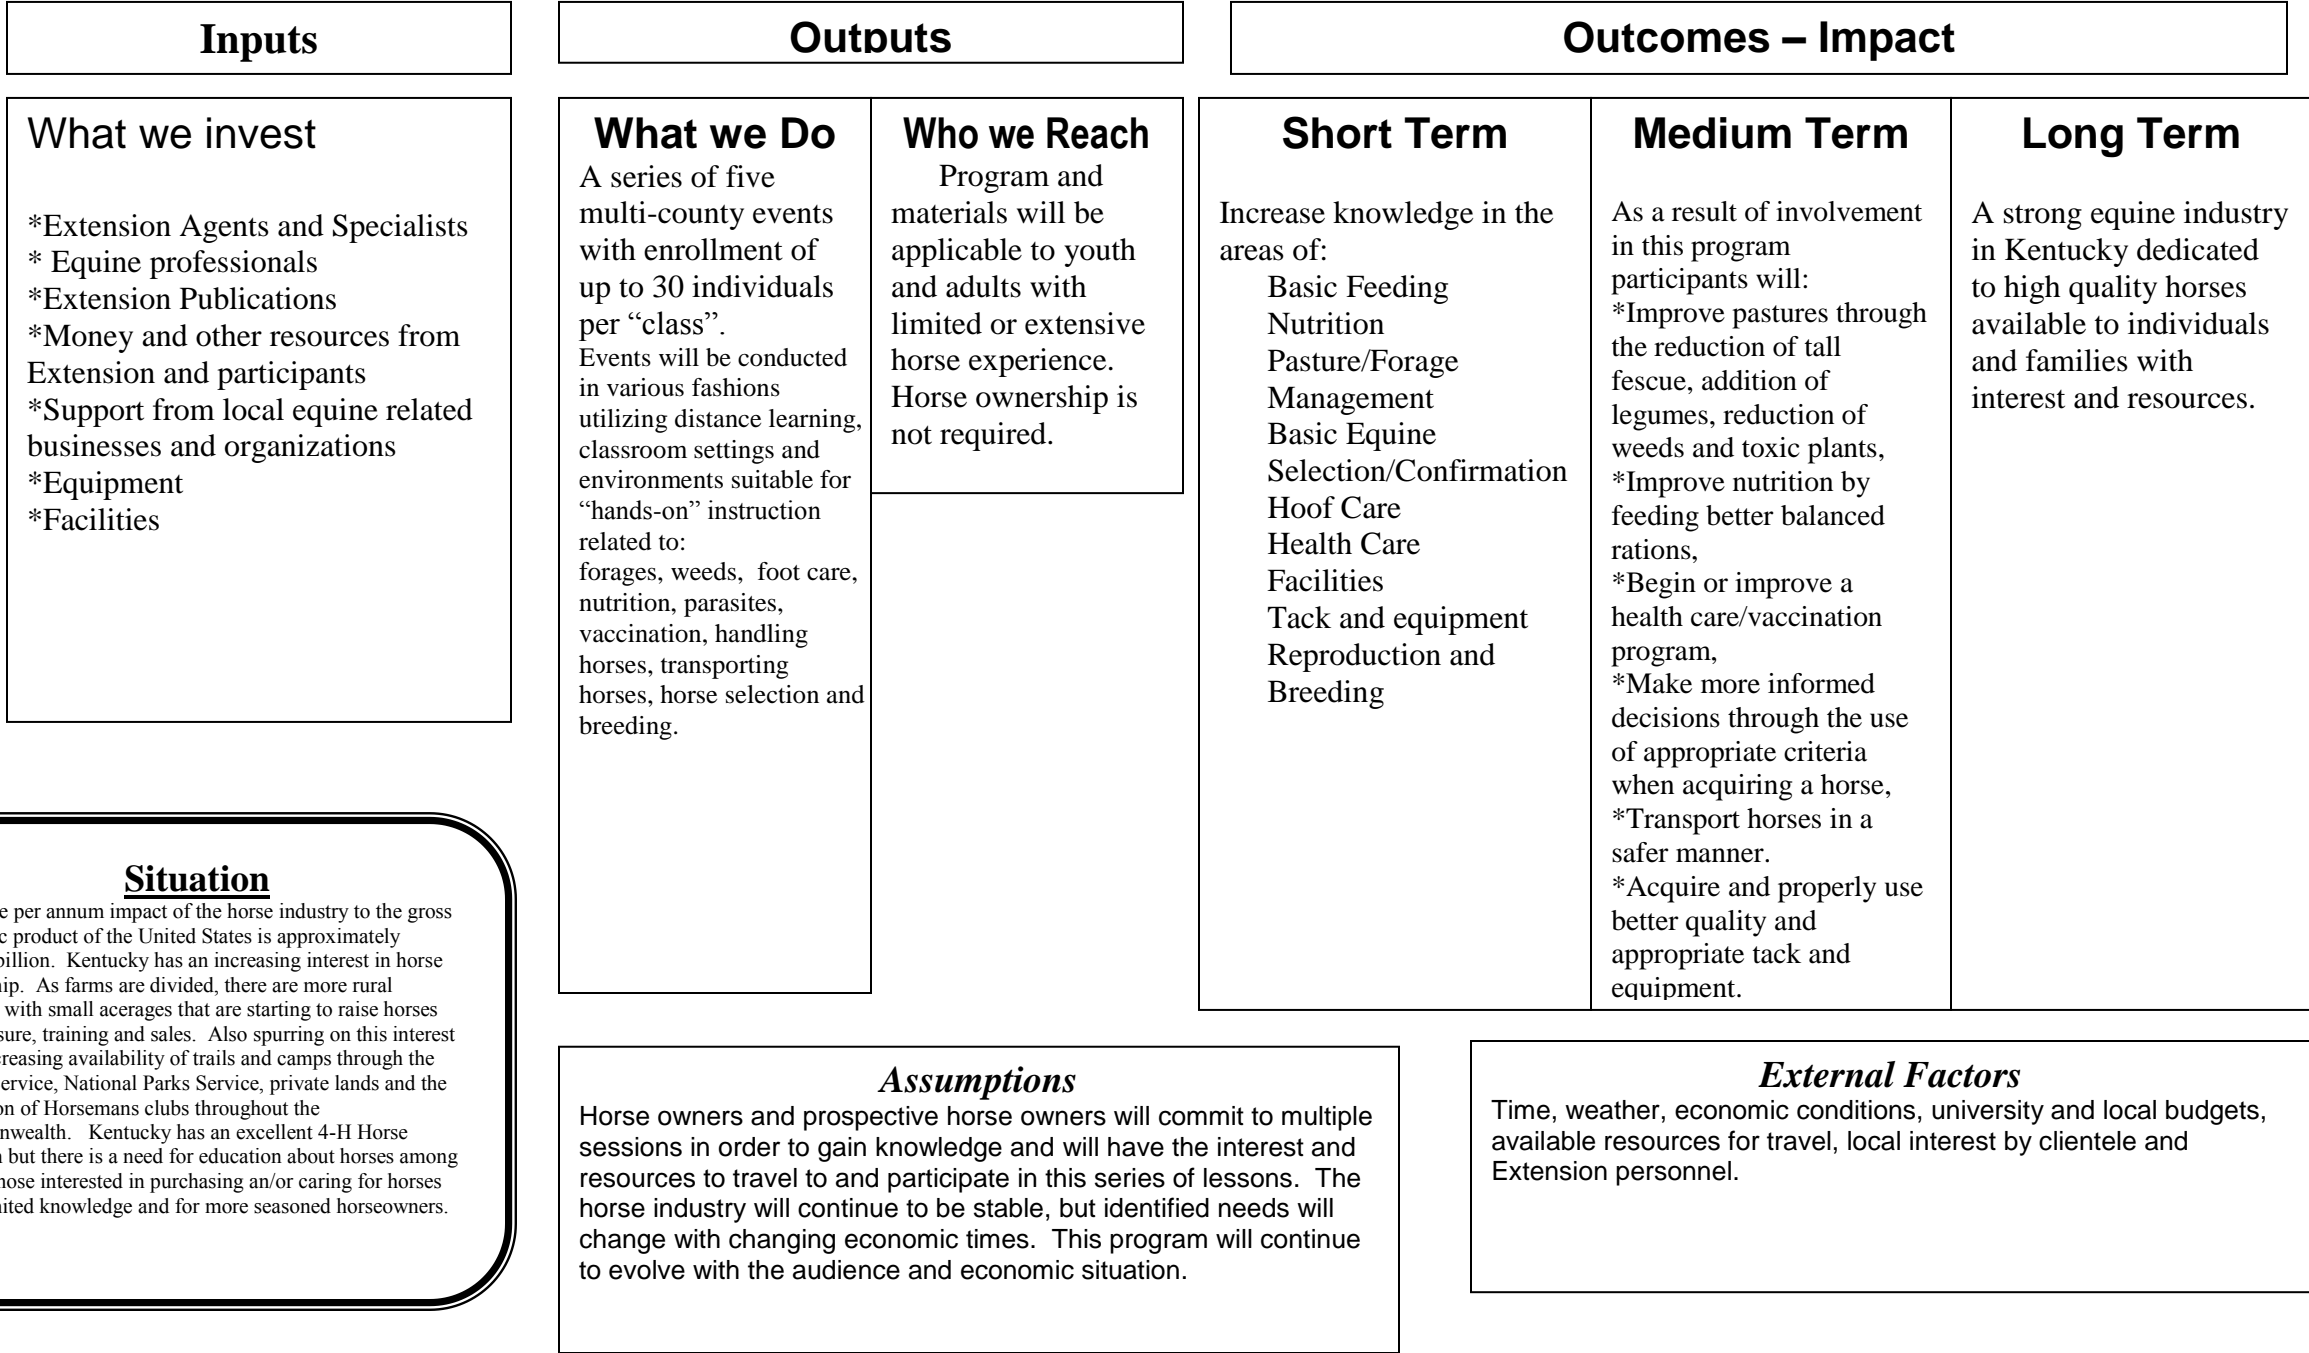 Inputs
Outputs
Outcomes – Impact
What we invest
*Extension Agents and Specialists
* Equine professionals
*Extension Publications
*Money and other resources from
Extension and participants
*Support from local equine related
businesses and organizations
*Equipment
*Facilities
What we Do
A series of five
multi-county events
with enrollment of
up to 30 individuals
per “class”.
Events will be conducted
in various fashions
utilizing distance learning,
classroom settings and
environments suitable for
“hands-on” instruction
related to:
forages, weeds,  foot care,
nutrition, parasites,
vaccination, handling
horses, transporting
horses, horse selection and
breeding.
Who we Reach
Program and
materials will be
applicable to youth
and adults with
limited or extensive
horse experience.
Horse ownership is
not required.
Short Term
Increase knowledge in the
areas of:
Basic Feeding
Nutrition
Pasture/Forage
Management
Basic Equine
Selection/Confirmation
Hoof Care
Health Care
Facilities
Tack and equipment
Reproduction and
Breeding
Medium Term
As a result of involvement
in this program
participants will:
*Improve pastures through
the reduction of tall
fescue, addition of
legumes, reduction of
weeds and toxic plants,
*Improve nutrition by
feeding better balanced
rations,
*Begin or improve a
health care/vaccination
program,
*Make more informed
decisions through the use
of appropriate criteria
when acquiring a horse,
*Transport horses in a
safer manner.
*Acquire and properly use
better quality and
appropriate tack and
equipment.
Long Term
A strong equine industry
in Kentucky dedicated
to high quality horses
available to individuals
and families with
interest and resources.
Situation
e per annum impact of the horse industry to the gross
c product of the United States is approximately
billion.  Kentucky has an increasing interest in horse
ip.  As farms are divided, there are more rural
with small acerages that are starting to raise horses
sure, training and sales.  Also spurring on this interest
creasing availability of trails and camps through the
ervice, National Parks Service, private lands and the
on of Horsemans clubs throughout the
nwealth.   Kentucky has an excellent 4-H Horse
but there is a need for education about horses among
hose interested in purchasing an/or caring for horses
ited knowledge and for more seasoned horseowners.
Assumptions
Horse owners and prospective horse owners will commit to multiple
sessions in order to gain knowledge and will have the interest and
resources to travel to and participate in this series of lessons.  The
horse industry will continue to be stable, but identified needs will
change with changing economic times.  This program will continue
to evolve with the audience and economic situation.
External Factors
Time, weather, economic conditions, university and local budgets,
available resources for travel, local interest by clientele and
Extension personnel.